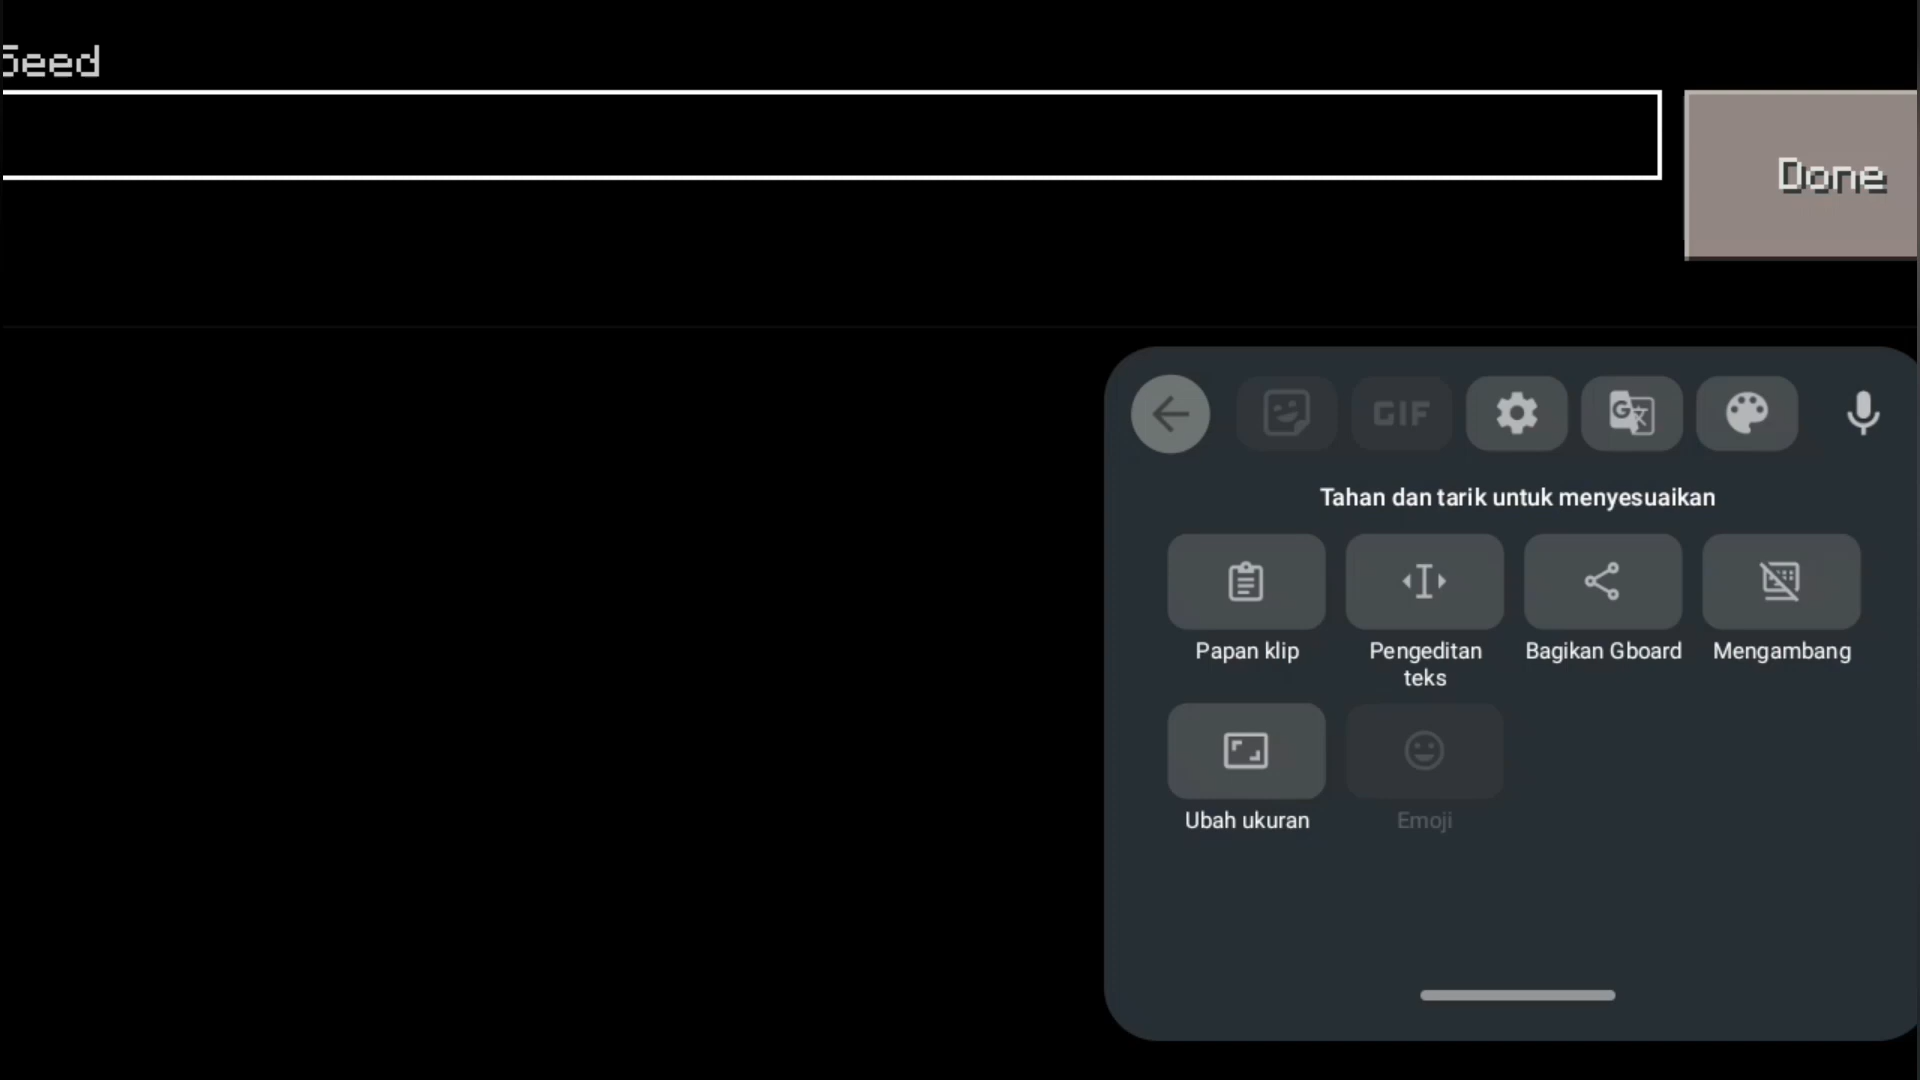 Seed
Done
GIF
Tahan dan tarik untuk menyesuaikan
Papan klip
Pengeditan
teks
Bagikan Gboard
Mengambang
Ubah ukuran
Emoji